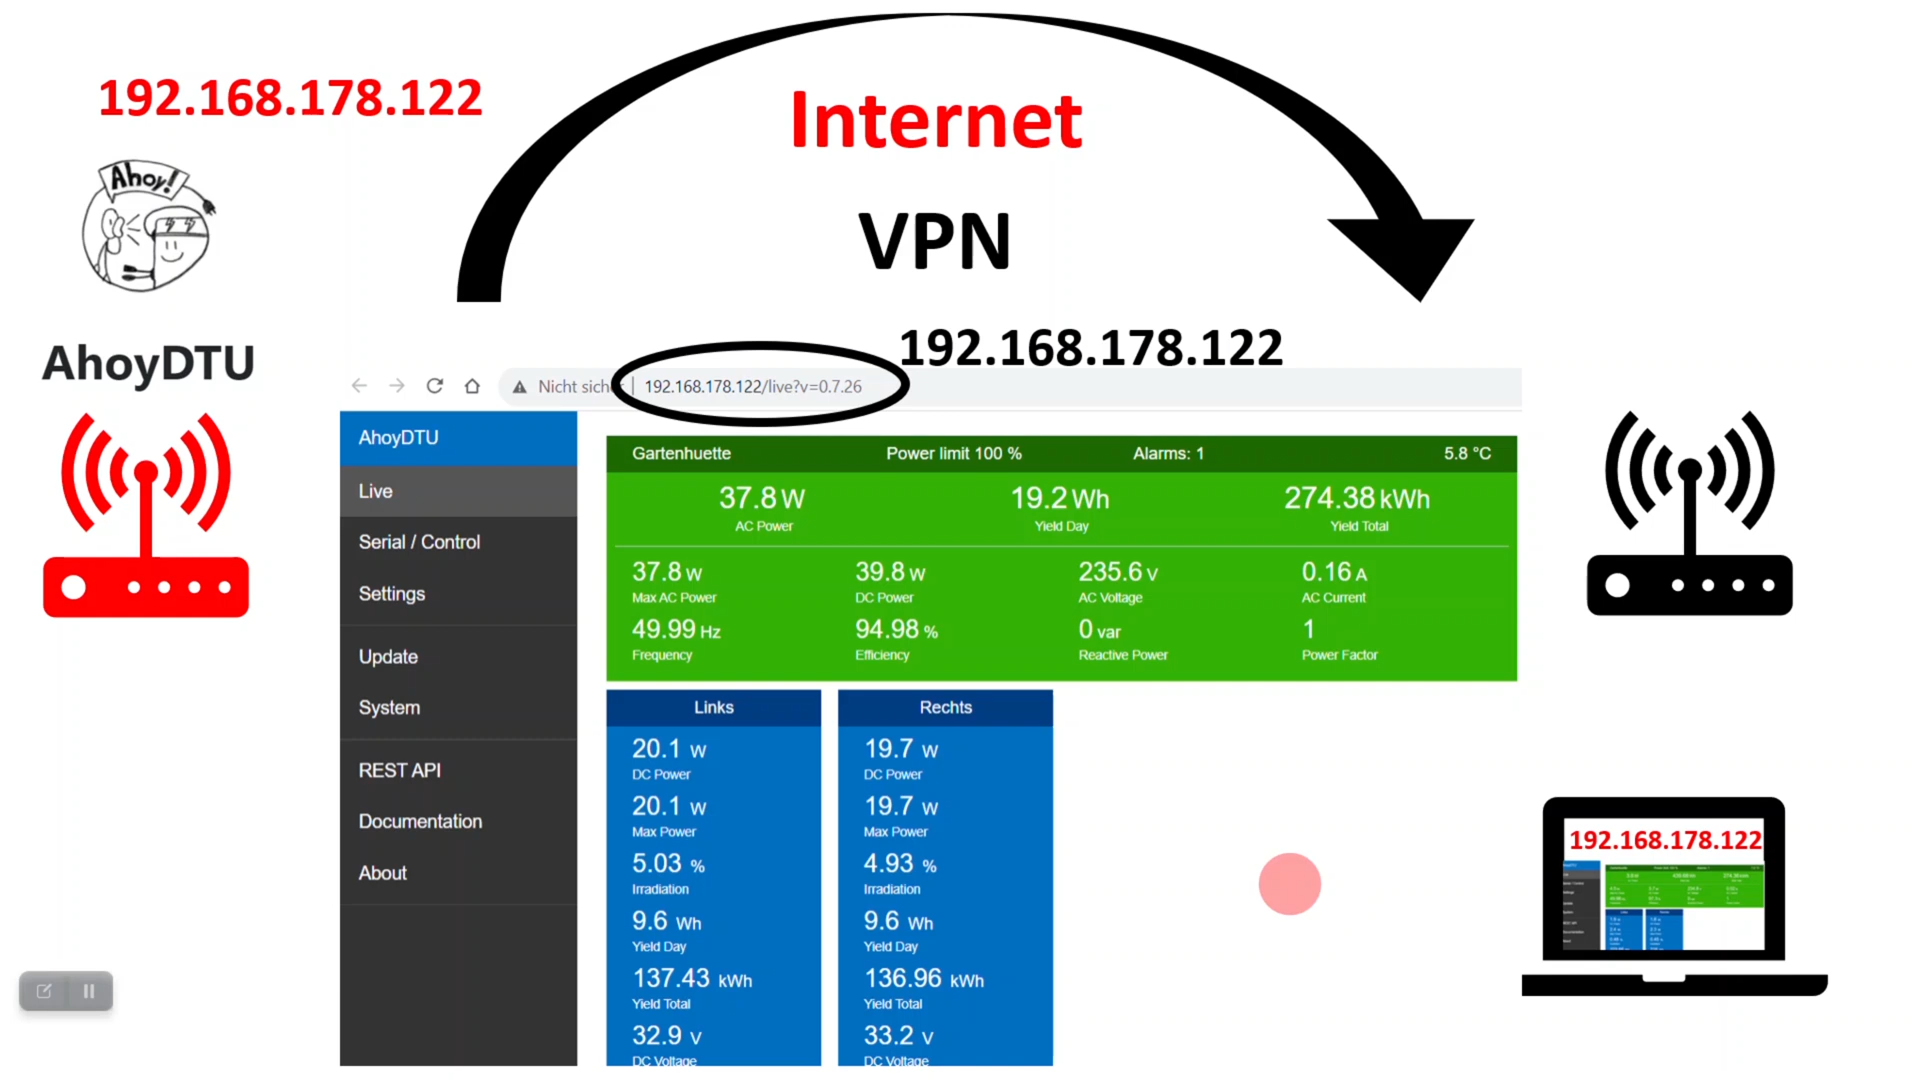 192.168.178.122
Internet
VPN
Ahoy!
AhoyDTU
192.168.178.122
Nicht sicher
192.168.178.122/live?v=0.7.26
AhoyDTU
Live
Serial / Control
Settings
Update
System
REST API
Documentation
About
Gartenhuette Power limit 100 % Alarms: 1 5.8 °C
37.8 W 19.2 Wh 274.38 kWh
AC Power Yield Day Yield Total
37.8 W 39.8 W 235.6 V 0.16 A
Max AC Power DC Power AC Voltage AC Current
49.99 Hz 94.98 % 0 var 1
Frequency Efficiency Reactive Power Power Factor
Links
20.1 W
DC Power
20.1 W
Max Power
5.03 %
Irradiation
9.6 Wh
Yield Day
137.43 kWh
Yield Total
32.9 V
DC Voltage
Rechts
19.7 W
DC Power
19.7 W
Max Power
4.93 %
Irradiation
9.6 Wh
Yield Day
136.96 kWh
Yield Total
33.2 V
DC Voltage
192.168.178.122